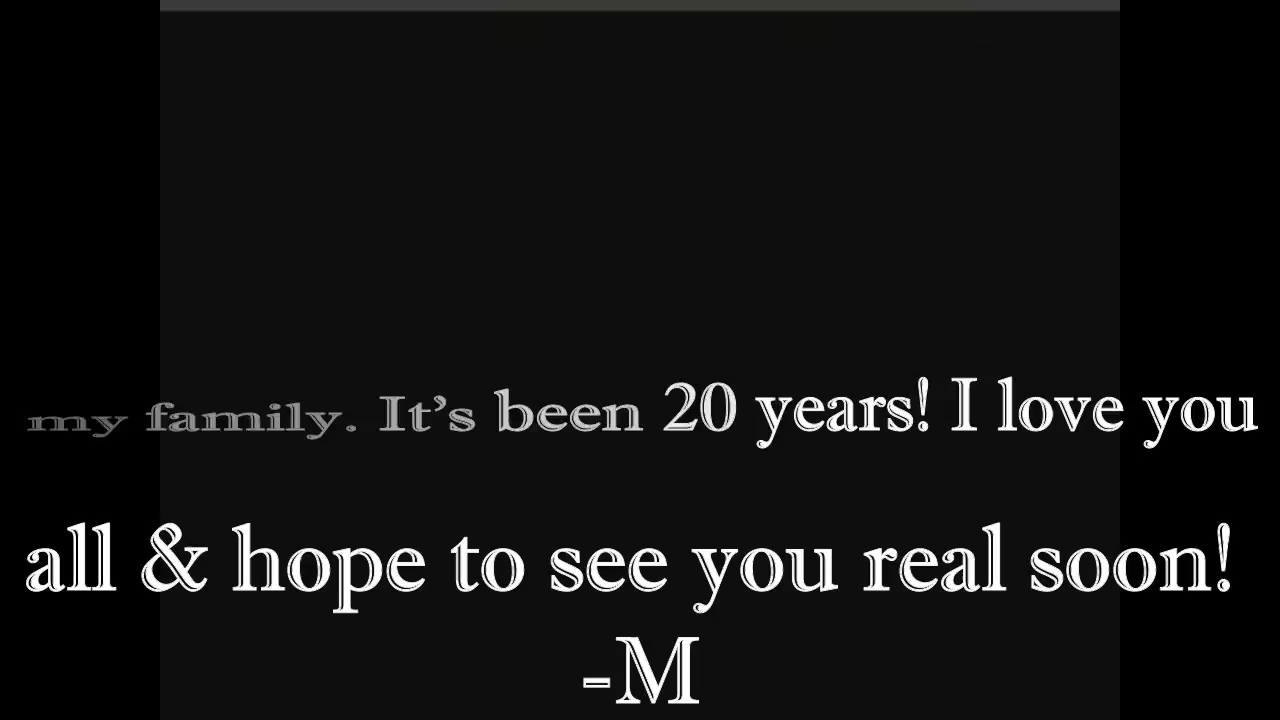 my family. It’s been 20 years! I love you
all & hope to see you real soon!
-M